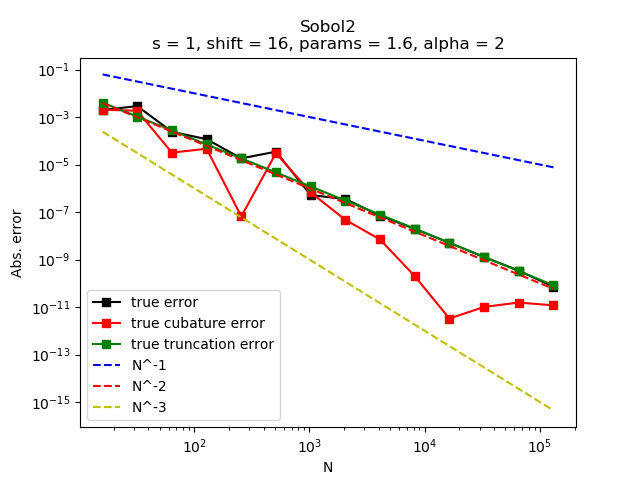 Sobol2
s = 1, shift = 16, params = 1.6, alpha = 2
Abs. error
10^-1
10^-3
10^-5
10^-7
10^-9
10^-11
10^-13
10^-15
true error
true cubature error
true truncation error
N^-1
N^-2
N^-3
10^2
10^3
10^4
10^5
N